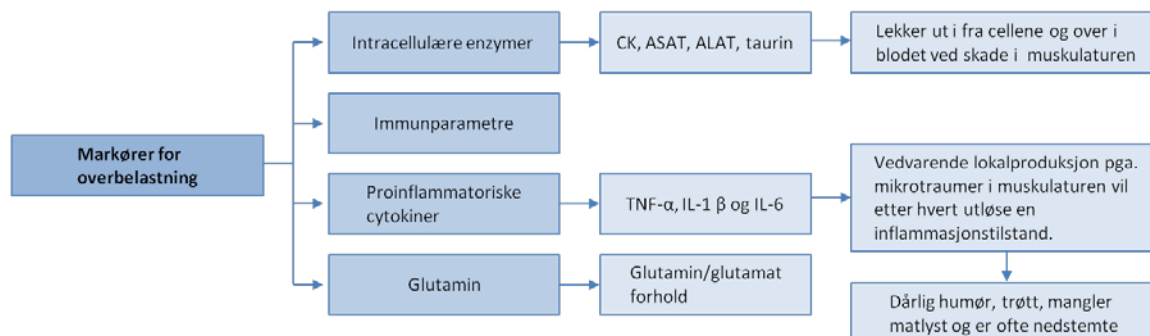 Intracellulære enzymer
CK, ASAT, ALAT, taurin
Lekker ut i fra cellene og over i
blodet ved skade i muskulaturen
Immunparametre
Markører for
overbelastning
Proinflammatoriske
cytokiner
TNF-α, IL-1 β og IL-6
Vedvarende lokalproduksjon pga.
mikrotraumer i muskulaturen vil
etter hvert utløse en
inflammasjonstilstand.
Glutamin
Glutamin/glutamat
forhold
Dårlig humør, trøtt, mangler
matlyst og er ofte nedstemte